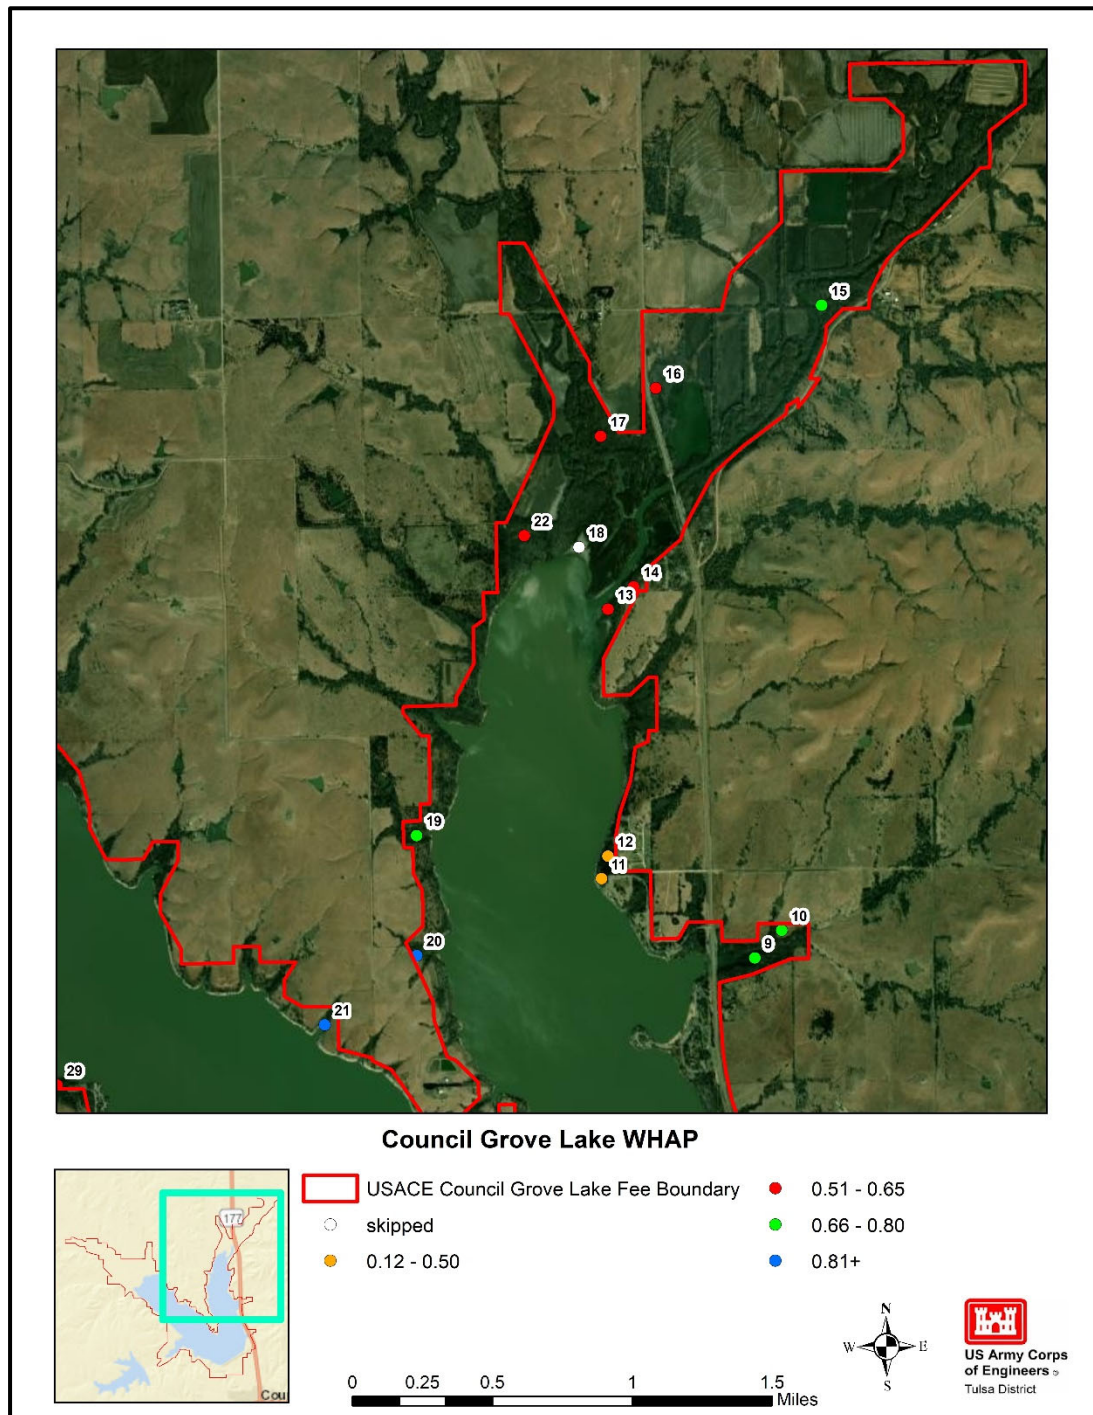 15
16
17
22
18
14
13
19
12
11
10
20
9
21
29
Council Grove Lake WHAP
177
Cou
USACE Council Grove Lake Fee Boundary
skipped
0.12 - 0.50
0.51 - 0.65
0.66 - 0.80
0.81+
0 0.25 0.5 1 1.5
Miles
N
W E
S
US Army Corps
of Engineers
Tulsa District